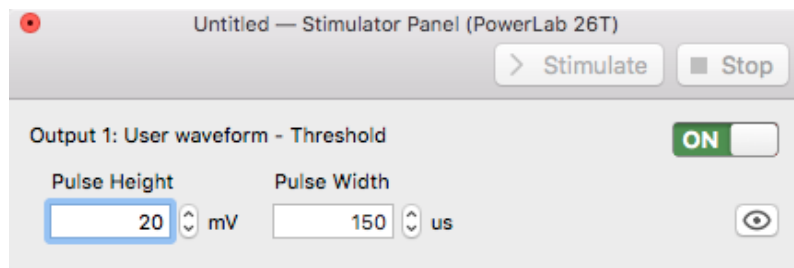 Untitled — Stimulator Panel (PowerLab 26T)
Stimulate Stop
Output 1: User waveform - Threshold ON
Pulse Height Pulse Width
20 mV 150 us